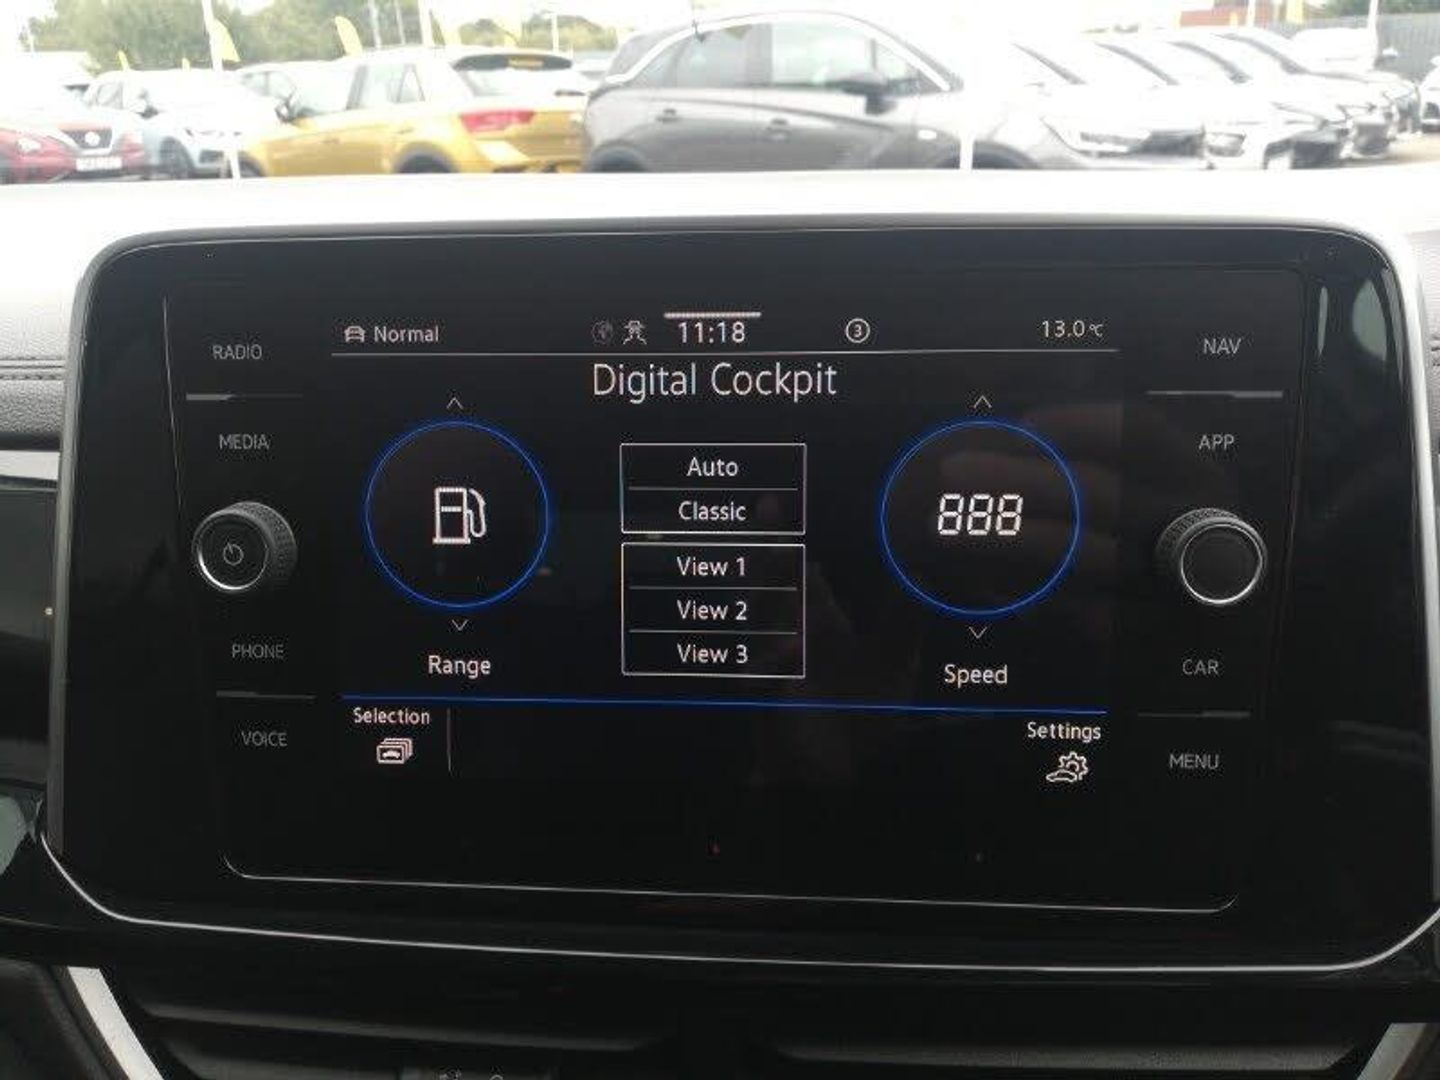 RADIO
MEDIA
PHONE
VOICE
Normal
11:18
3
13.0°C
Digital Cockpit
Auto
Classic
View 1
View 2
View 3
Range
888
Speed
Selection
Settings
NAV
APP
CAR
MENU